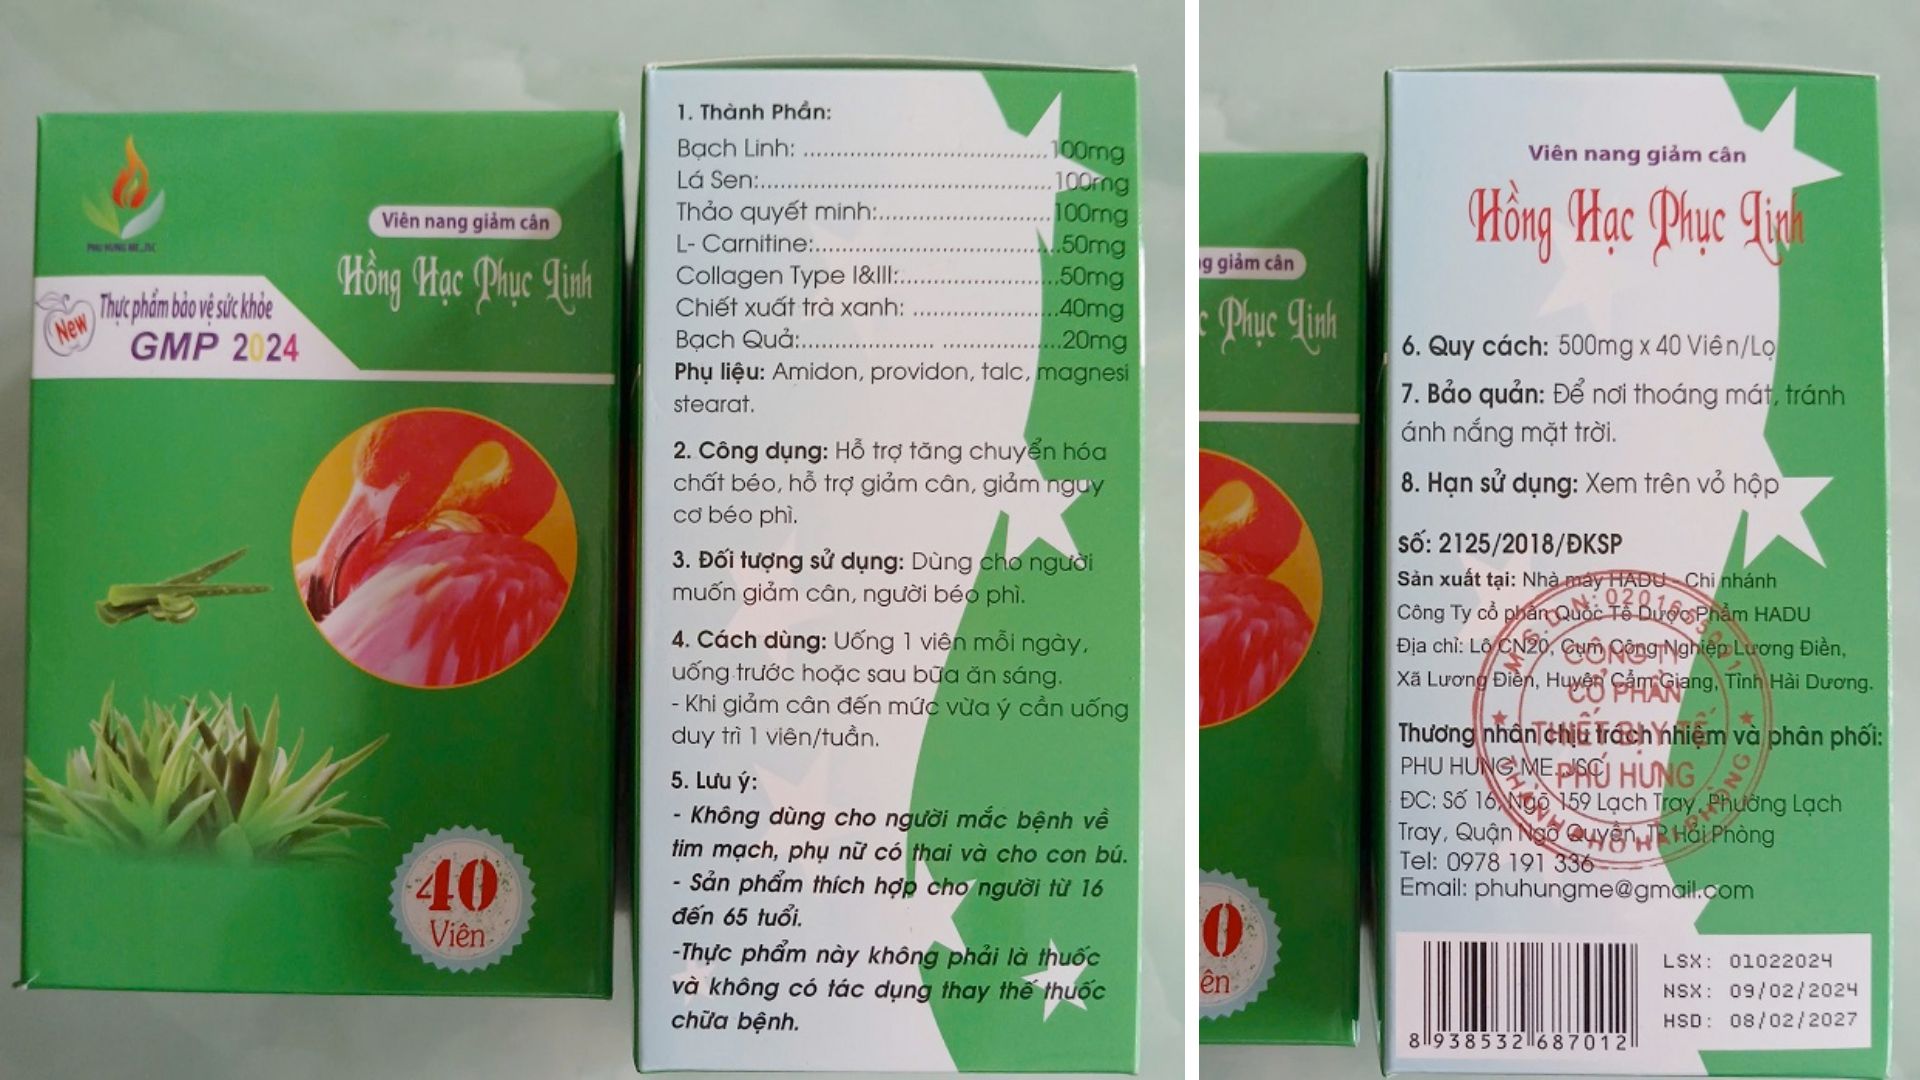 PHU HUNG ME.,JSC
Viên nang giảm cân
Hồng Hạc Phục Linh
New
Thực phẩm bảo vệ sức khỏe
GMP 2024
40
Viên
1. Thành Phần:
Bạch Linh: ......................................100mg
Lá Sen:............................................100mg
Thảo quyết minh:..........................100mg
L- Carnitine:.....................................50mg
Collagen Type I&III:........................50mg
Chiết xuất trà xanh: ......................40mg
Bạch Quả:.................... ...................20mg
Phụ liệu: Amidon, providon, talc, magnesi
stearat.
2. Công dụng: Hỗ trợ tăng chuyển hóa
chất béo, hỗ trợ giảm cân, giảm nguy
cơ béo phì.
3. Đối tượng sử dụng: Dùng cho người
muốn giảm cân, người béo phì.
4. Cách dùng: Uống 1 viên mỗi ngày,
uống trước hoặc sau bữa ăn sáng.
- Khi giảm cân đến mức vừa ý cần uống
duy trì 1 viên/tuần.
5. Lưu ý:
- Không dùng cho người mắc bệnh về
tim mạch, phụ nữ có thai và cho con bú.
- Sản phẩm thích hợp cho người từ 16
đến 65 tuổi.
-Thực phẩm này không phải là thuốc
và không có tác dụng thay thế thuốc
chữa bệnh.
g giảm cân
c Phục Linh
0
ên
Viên nang giảm cân
Hồng Hạc Phục Linh
6. Quy cách: 500mg x 40 Viên/Lọ
7. Bảo quản: Để nơi thoáng mát, tránh
ánh nắng mặt trời.
8. Hạn sử dụng: Xem trên vỏ hộp
số: 2125/2018/ĐKSP
Sản xuất tại: Nhà máy HADU - Chi nhánh
Công Ty cổ phần Quốc Tế Dược Phẩm HADU
Địa chỉ: Lô CN20, Cụm Công Nghiệp Lương Điền,
Xã Lương Điền, Huyện Cẩm Giang, Tỉnh Hải Dương.
Thương nhân chịu trách nhiệm và phân phối:
PHU HUNG ME.,JSC
ĐC: Số 16, Ngõ 159 Lạch Tray, Phường Lạch
Tray, Quận Ngô Quyền, TP Hải Phòng
Tel: 0978 191 336
Email: phuhungme@gmail.com
CÔNG TY
CỔ PHẦN
THIẾT BỊ Y TẾ
PHÚ HƯNG
THÀNH PHỐ HẢI PHÒNG
LSX: 01022024
NSX: 09/02/2024
HSD: 08/02/2027
8 938532 687012